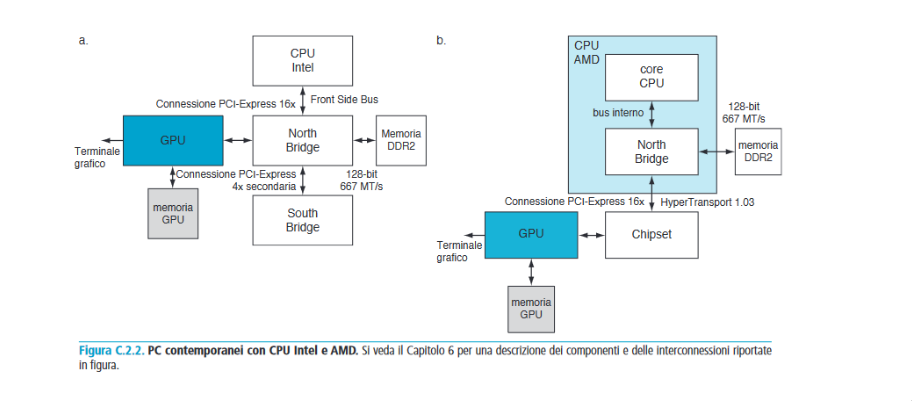 a.
CPU
Intel
Connessione PCI-Express 16x
Front Side Bus
GPU
North
Bridge
Memoria
DDR2
Terminale
grafico
Connessione PCI-Express
4x secondaria
128-bit
667 MT/s
memoria
GPU
South
Bridge
b.
CPU
AMD
core
CPU
bus interno
128-bit
667 MT/s
North
Bridge
memoria
DDR2
Connessione PCI-Express 16x
HyperTransport 1.03
GPU
Chipset
Terminale
grafico
memoria
GPU
Figura C.2.2. PC contemporanei con CPU Intel e AMD. Si veda il Capitolo 6 per una descrizione dei componenti e delle interconnessioni riportate
in figura.